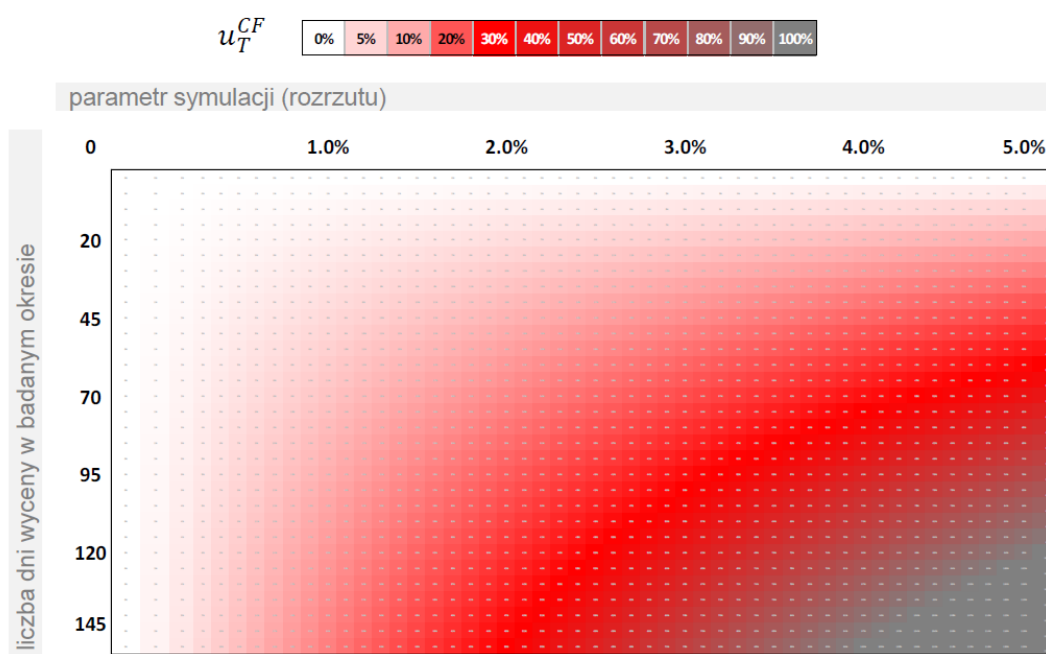 u_T^CF 0% 5% 10% 20% 30% 40% 50% 60% 70% 80% 90% 100%
parametr symulacji (rozrzutu)
0 1.0% 2.0% 3.0% 4.0% 5.0%
liczba dni wyceny w badanym okresie
20
45
70
95
120
145